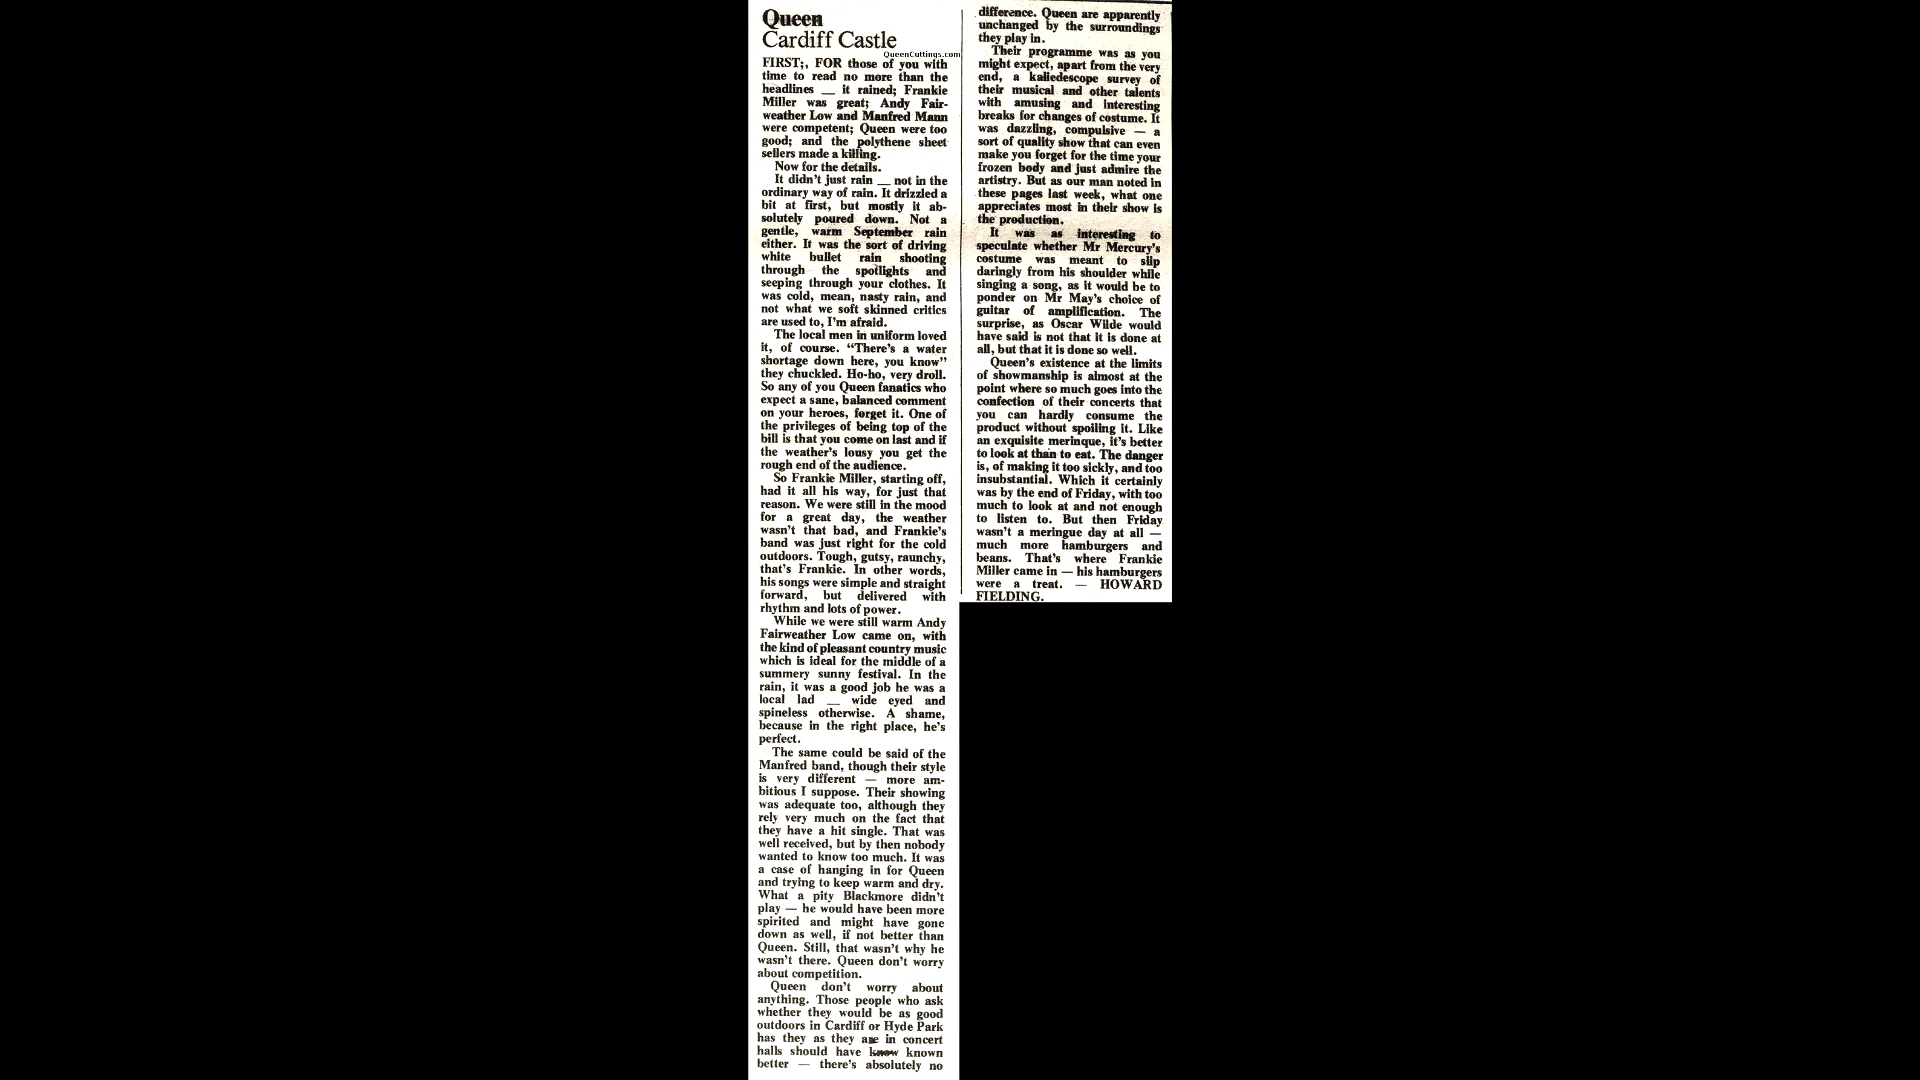 Queen
Cardiff Castle
QueenCuttings.com
FIRST;, FOR those of you with
time to read no more than the
headlines __ it rained; Frankie
Miller was great; Andy Fair-
weather Low and Manfred Mann
were competent; Queen were too
good; and the polythene sheet
sellers made a killing.
Now for the details.
It didn't just rain __ not in the
ordinary way of rain. It drizzled a
bit at first, but mostly it ab-
solutely poured down. Not a
gentle, warm September rain
either. It was the sort of driving
white bullet rain shooting
through the spotlights and
seeping through your clothes. It
was cold, mean, nasty rain, and
not what we soft skinned critics
are used to, I'm afraid.
The local men in uniform loved
it, of course. “There's a water
shortage down here, you know”
they chuckled. Ho-ho, very droll.
So any of you Queen fanatics who
expect a sane, balanced comment
on your heroes, forget it. One of
the privileges of being top of the
bill is that you come on last and if
the weather's lousy you get the
rough end of the audience.
So Frankie Miller, starting off,
had it all his way, for just that
reason. We were still in the mood
for a great day, the weather
wasn't that bad, and Frankie's
band was just right for the cold
outdoors. Tough, gutsy, raunchy,
that's Frankie. In other words,
his songs were simple and straight
forward, but delivered with
rhythm and lots of power.
While we were still warm Andy
Fairweather Low came on, with
the kind of pleasant country music
which is ideal for the middle of a
summery sunny festival. In the
rain, it was a good job he was a
local lad __ wide eyed and
spineless otherwise. A shame,
because in the right place, he's
perfect.
The same could be said of the
Manfred band, though their style
is very different — more am-
bitious I suppose. Their showing
was adequate too, although they
rely very much on the fact that
they have a hit single. That was
well received, but by then nobody
wanted to know too much. It was
a case of hanging in for Queen
and trying to keep warm and dry.
What a pity Blackmore didn't
play — he would have been more
spirited and might have gone
down as well, if not better than
Queen. Still, that wasn't why he
wasn't there. Queen don't worry
about competition.
Queen don't worry about
anything. Those people who ask
whether they would be as good
outdoors in Cardiff or Hyde Park
has they as they are in concert
halls should have know known
better — there's absolutely no
difference. Queen are apparently
unchanged by the surroundings
they play in.
Their programme was as you
might expect, apart from the very
end, a kaliedescope survey of
their musical and other talents
with amusing and interesting
breaks for changes of costume. It
was dazzling, compulsive — a
sort of quality show that can even
make you forget for the time your
frozen body and just admire the
artistry. But as our man noted in
these pages last week, what one
appreciates most in their show is
the production.
It was as interesting to
speculate whether Mr Mercury's
costume was meant to slip
daringly from his shoulder while
singing a song, as it would be to
ponder on Mr May's choice of
guitar of amplification. The
surprise, as Oscar Wilde would
have said is not that it is done at
all, but that it is done so well.
Queen's existence at the limits
of showmanship is almost at the
point where so much goes into the
confection of their concerts that
you can hardly consume the
product without spoiling it. Like
an exquisite merinque, it's better
to look at than to eat. The danger
is, of making it too sickly, and too
insubstantial. Which it certainly
was by the end of Friday, with too
much to look at and not enough
to listen to. But then Friday
wasn't a meringue day at all —
much more hamburgers and
beans. That's where Frankie
Miller came in — his hamburgers
were a treat. — HOWARD
FIELDING.